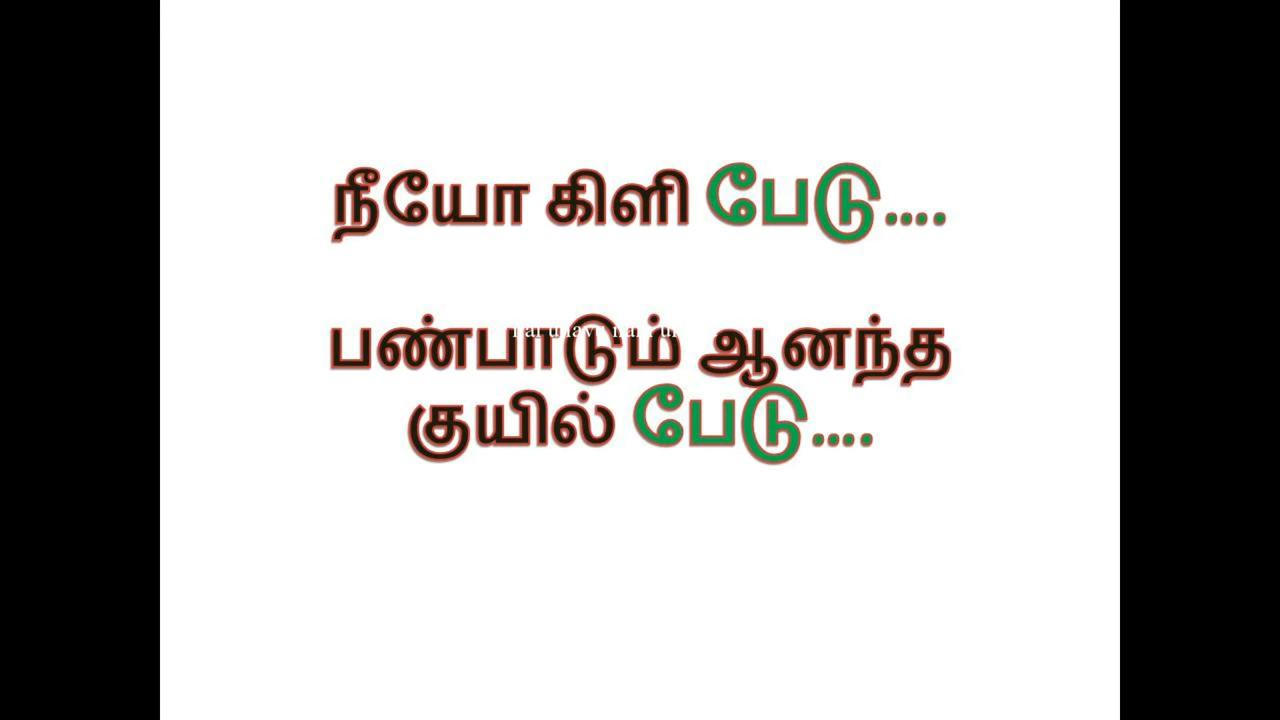 நீயோ கிளி பேடு....
பண்பாடும் ஆனந்த
குயில் பேடு....